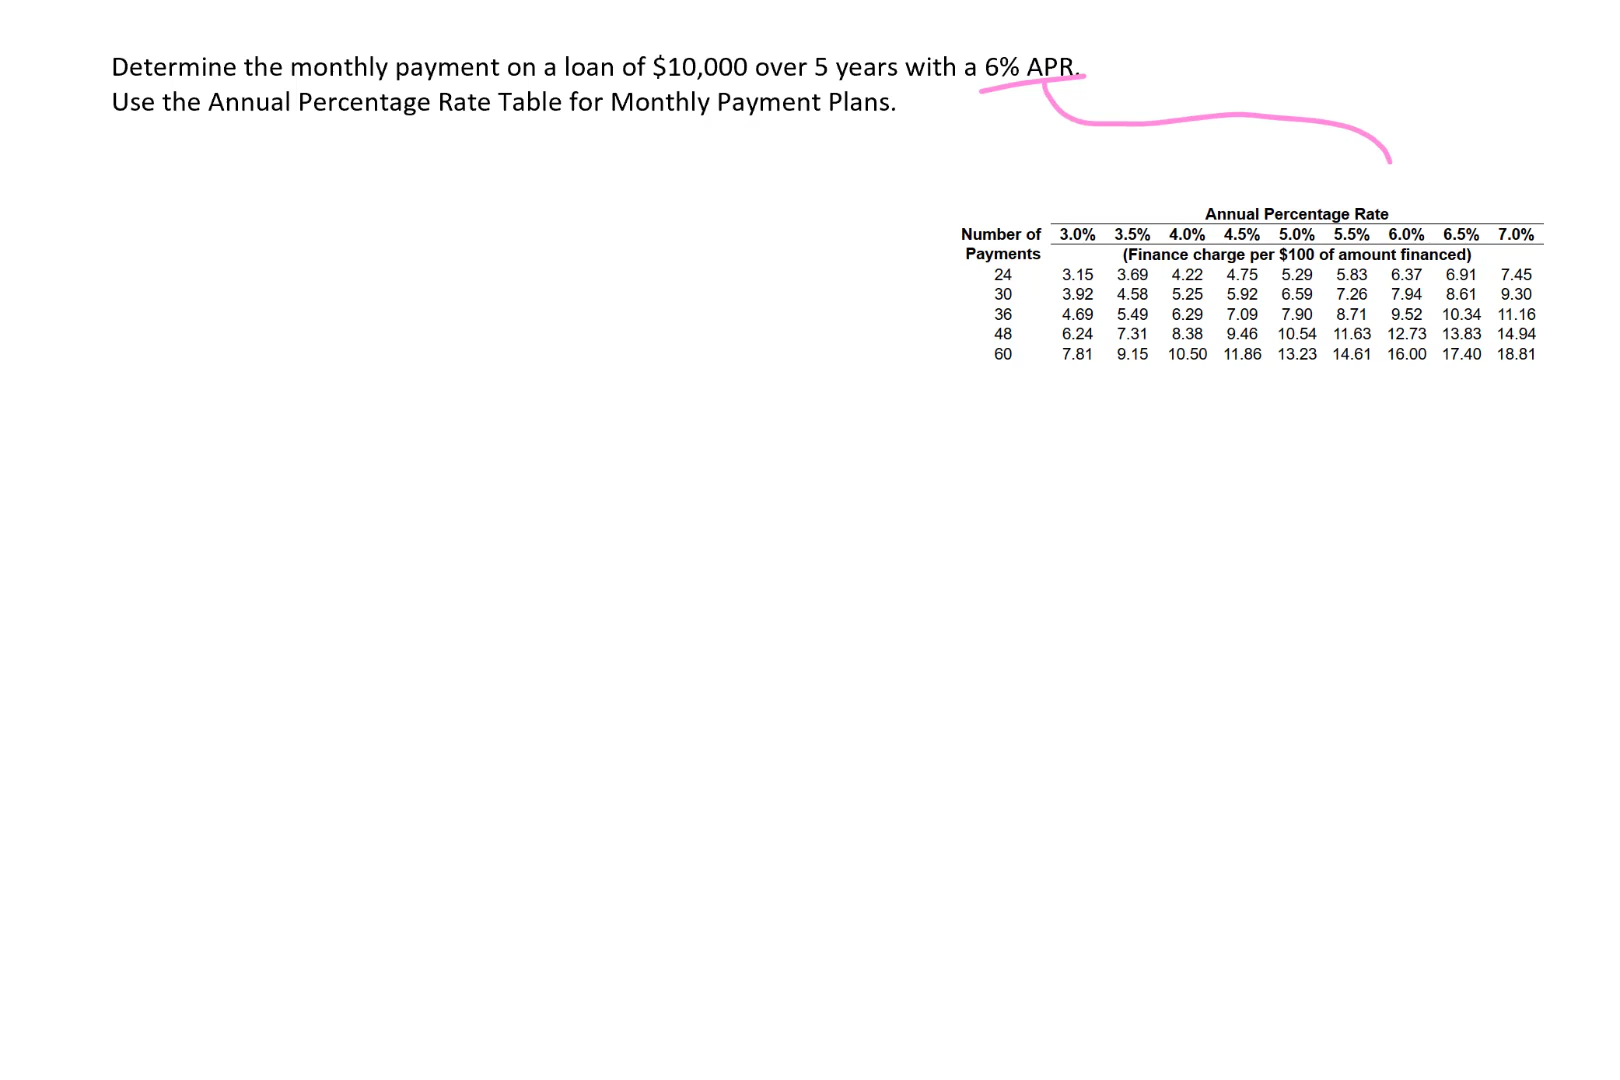 Determine the monthly payment on a loan of $10,000 over 5 years with a 6% APR.
Use the Annual Percentage Rate Table for Monthly Payment Plans.
Annual Percentage Rate
Number of 3.0% 3.5% 4.0% 4.5% 5.0% 5.5% 6.0% 6.5% 7.0%
Payments (Finance charge per $100 of amount financed)
24 3.15 3.69 4.22 4.75 5.29 5.83 6.37 6.91 7.45
30 3.92 4.58 5.25 5.92 6.59 7.26 7.94 8.61 9.30
36 4.69 5.49 6.29 7.09 7.90 8.71 9.52 10.34 11.16
48 6.24 7.31 8.38 9.46 10.54 11.63 12.73 13.83 14.94
60 7.81 9.15 10.50 11.86 13.23 14.61 16.00 17.40 18.81